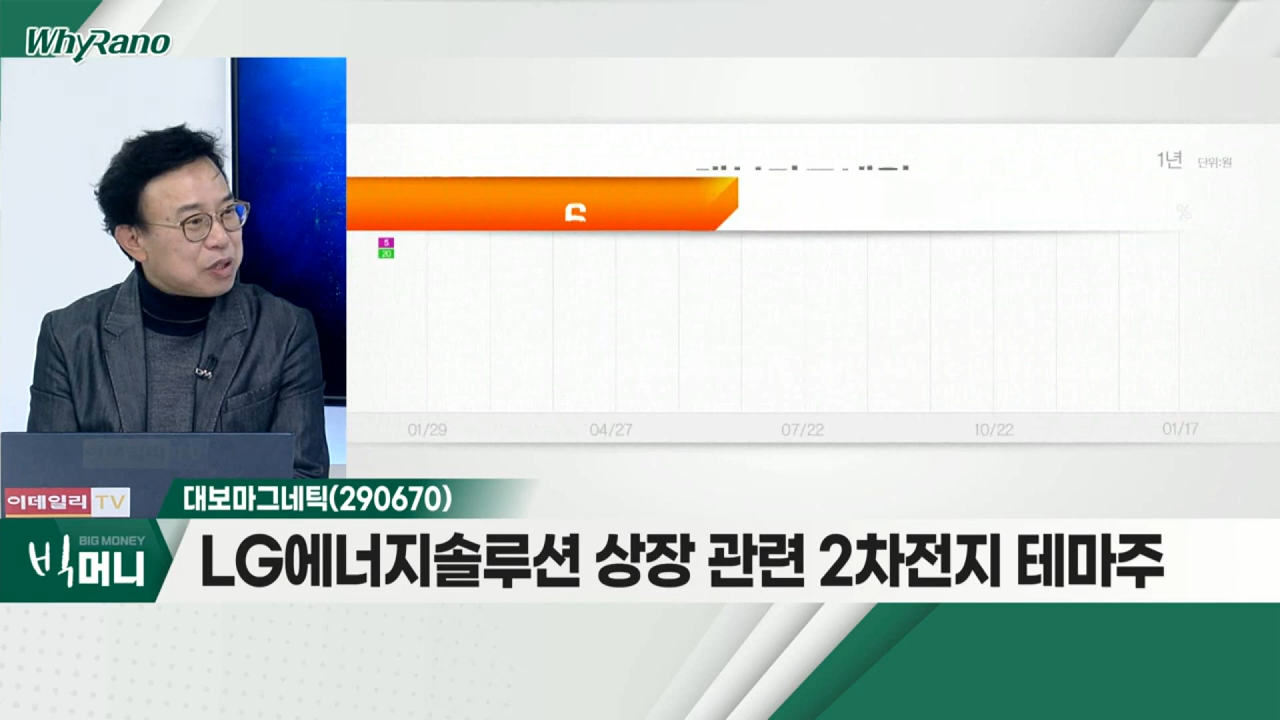 WhyRano
1년 단위:원
%
5
20
01/29 04/27 07/22 10/22 01/17
이데일리 TV
대보마그네틱(290670)
BIG MONEY
빅머니
LG에너지솔루션 상장 관련 2차전지 테마주